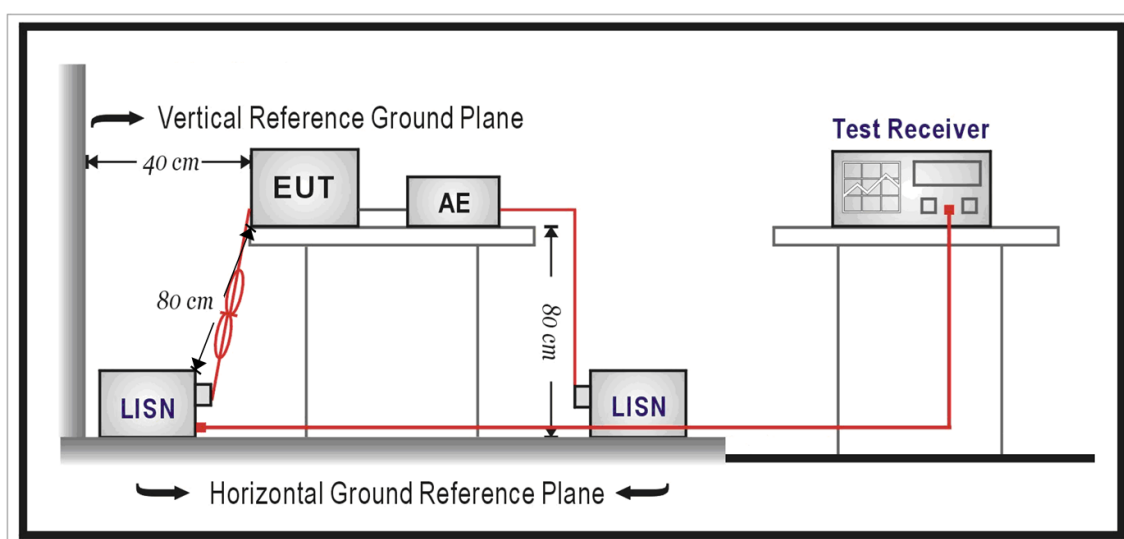 Vertical Reference Ground Plane
Test Receiver
40 cm
EUT
AE
80 cm
80 cm
LISN
LISN
Horizontal Ground Reference Plane